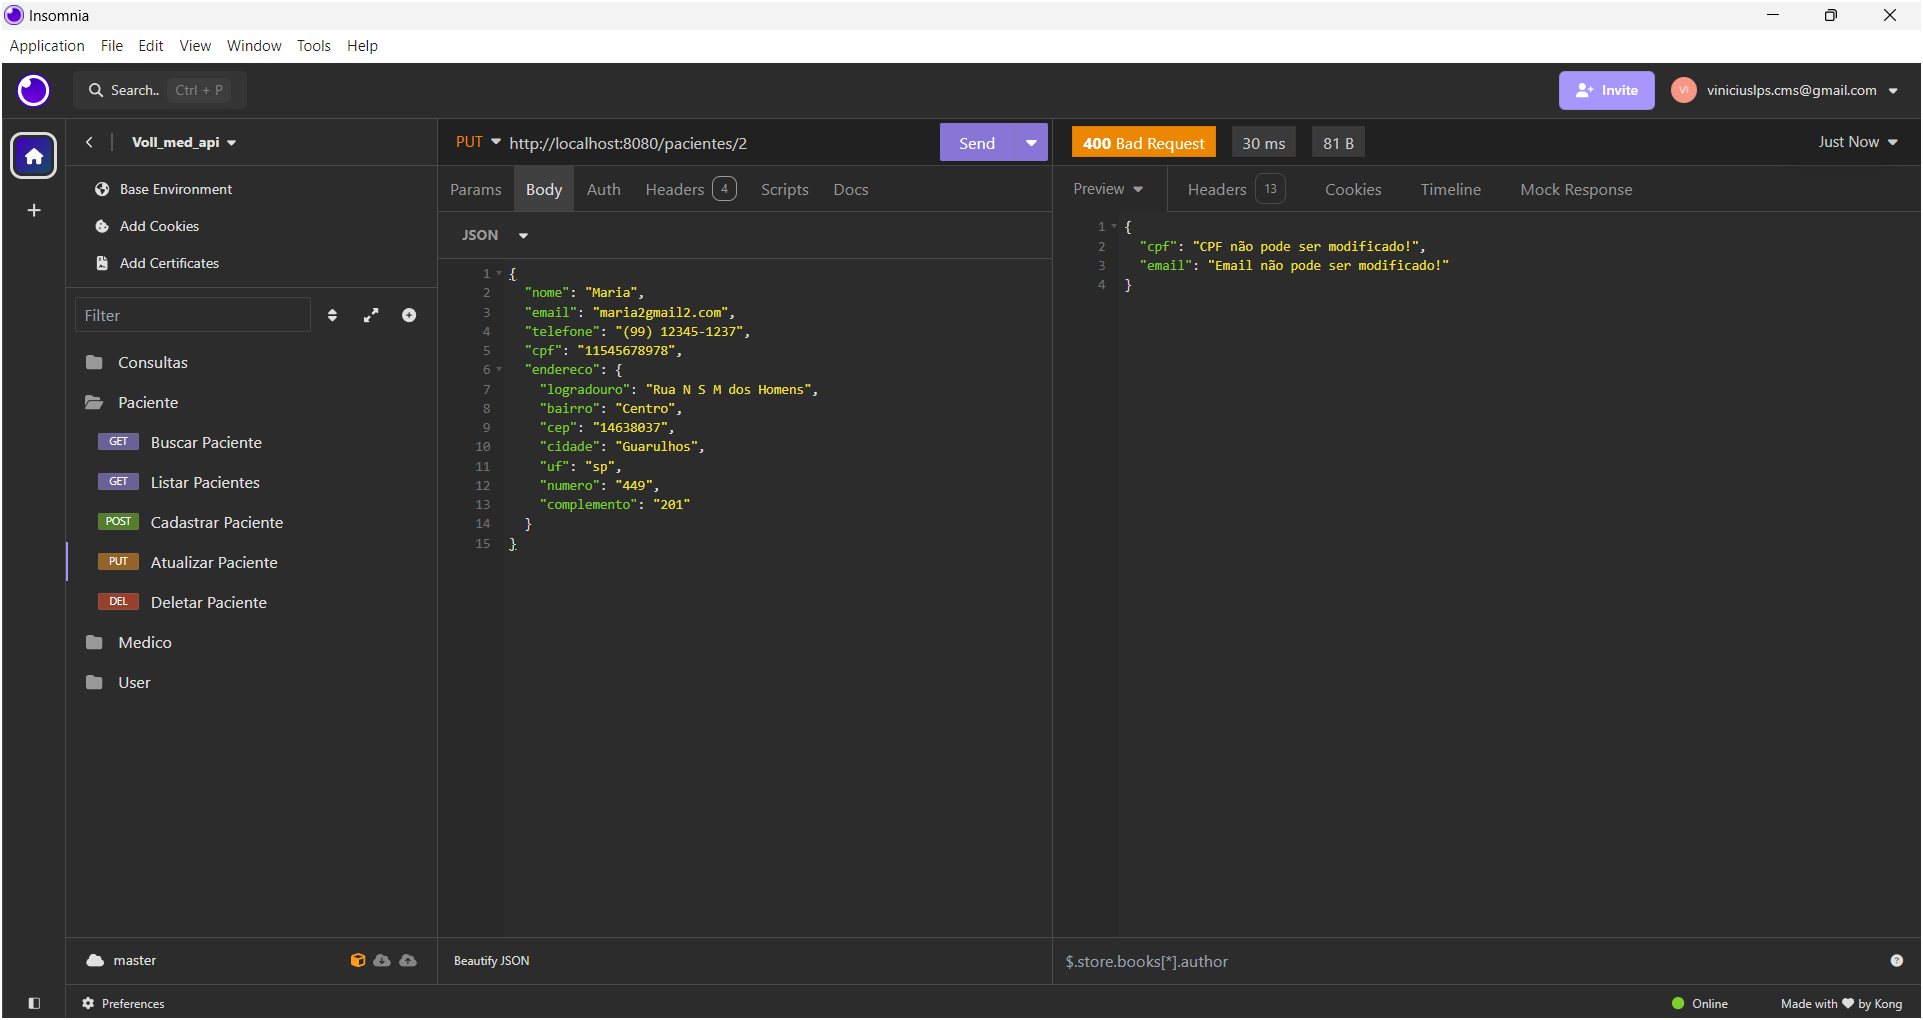 Insomnia
Application File Edit View Window Tools Help
Search.. Ctrl + P
Invite
VI viniciuslps.cms@gmail.com
Voll_med_api
Base Environment
Add Cookies
Add Certificates
Filter
Consultas
Paciente
GET Buscar Paciente
GET Listar Pacientes
POST Cadastrar Paciente
PUT Atualizar Paciente
DEL Deletar Paciente
Medico
User
master
Preferences
PUT http://localhost:8080/pacientes/2 Send
Params Body Auth Headers 4 Scripts Docs
JSON
1 {
2 "nome": "Maria",
3 "email": "maria2gmail2.com",
4 "telefone": "(99) 12345-1237",
5 "cpf": "11545678978",
6 "endereco": {
7 "logradouro": "Rua N S M dos Homens",
8 "bairro": "Centro",
9 "cep": "14638037",
10 "cidade": "Guarulhos",
11 "uf": "sp",
12 "numero": "449",
13 "complemento": "201"
14 }
15 }
Beautify JSON
400 Bad Request 30 ms 81 B Just Now
Preview Headers 13 Cookies Timeline Mock Response
1 {
2 "cpf": "CPF não pode ser modificado!",
3 "email": "Email não pode ser modificado!"
4 }
$.store.books[*].author
?
Online Made with ♥ by Kong